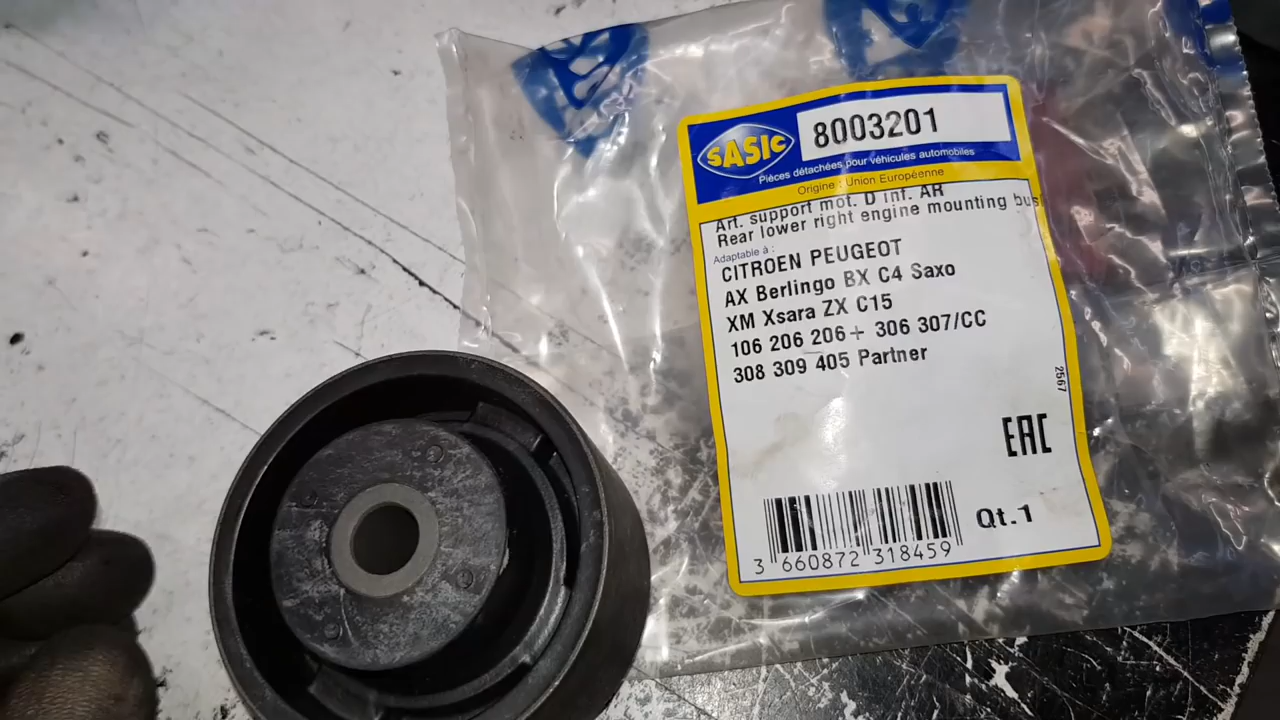 SASIC
8003201
Pièces détachées pour véhicules automobiles
Origine : Union Européenne
Art. support mot. D inf. AR
Rear lower right engine mounting bus
Adaptable à :
CITROEN PEUGEOT
AX Berlingo BX C4 Saxo
XM Xsara ZX C15
106 206 206+ 306 307/CC
308 309 405 Partner
2567
EAC
Qt.1
3 660872 318459